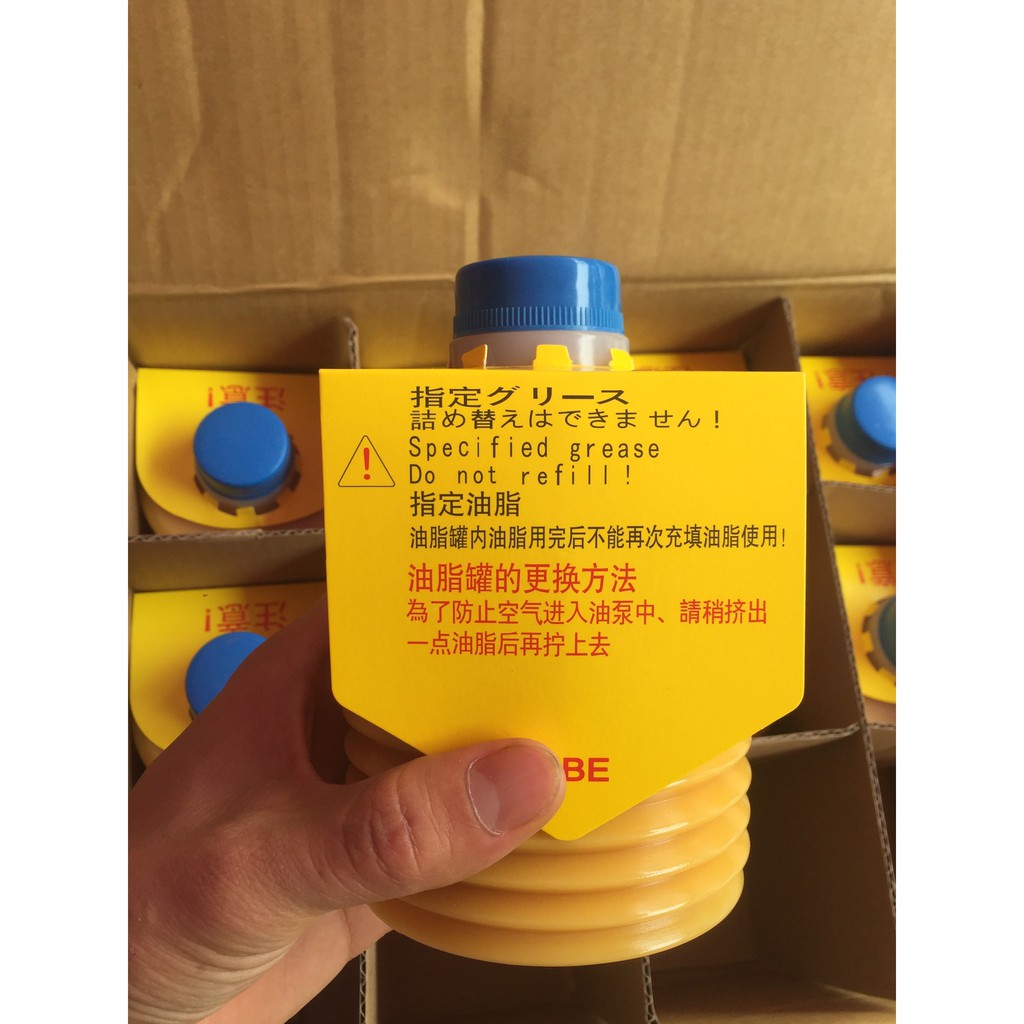 指定グリース
詰め替えはできません！
Specified grease
Do not refill!
指定油脂
油脂罐内油脂用完后不能再次充填油脂使用!
油脂罐的更换方法
為了防止空气进入油泵中、請稍挤出
一点油脂后再拧上去
BE
注意!
注意!